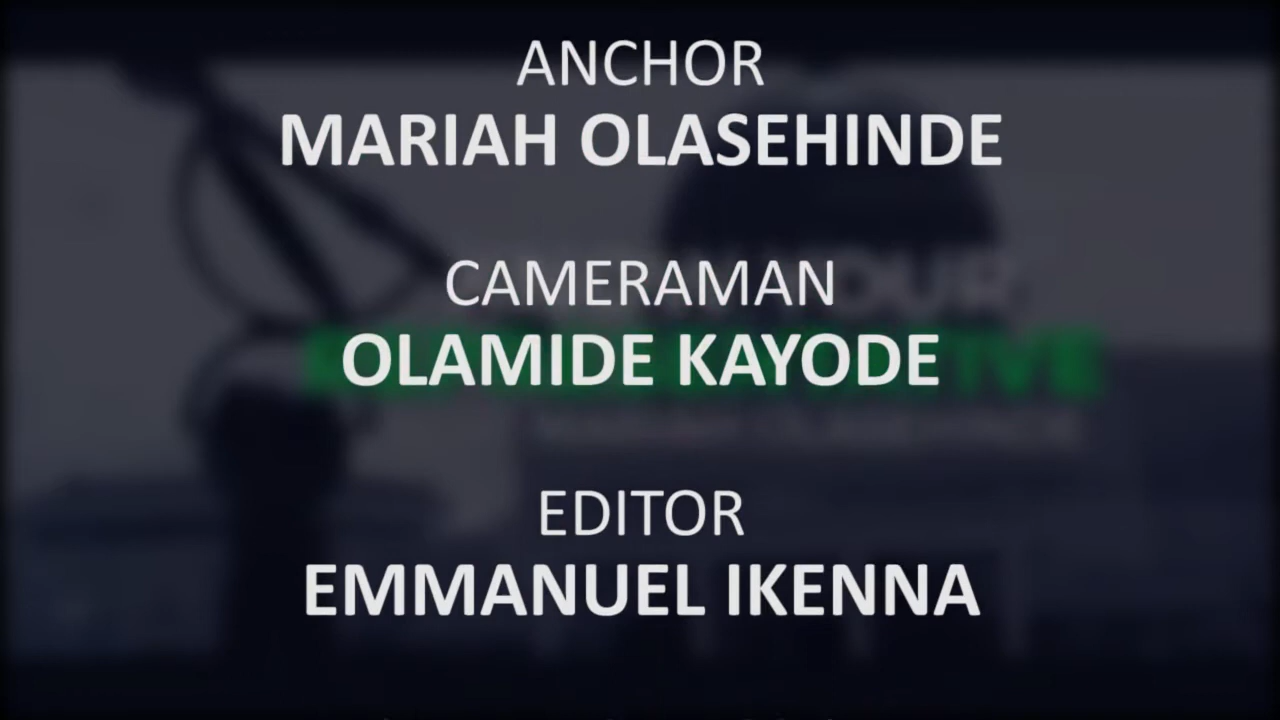 ANCHOR
MARIAH OLASEHINDE
CAMERAMAN
OLAMIDE KAYODE
EDITOR
EMMANUEL IKENNA